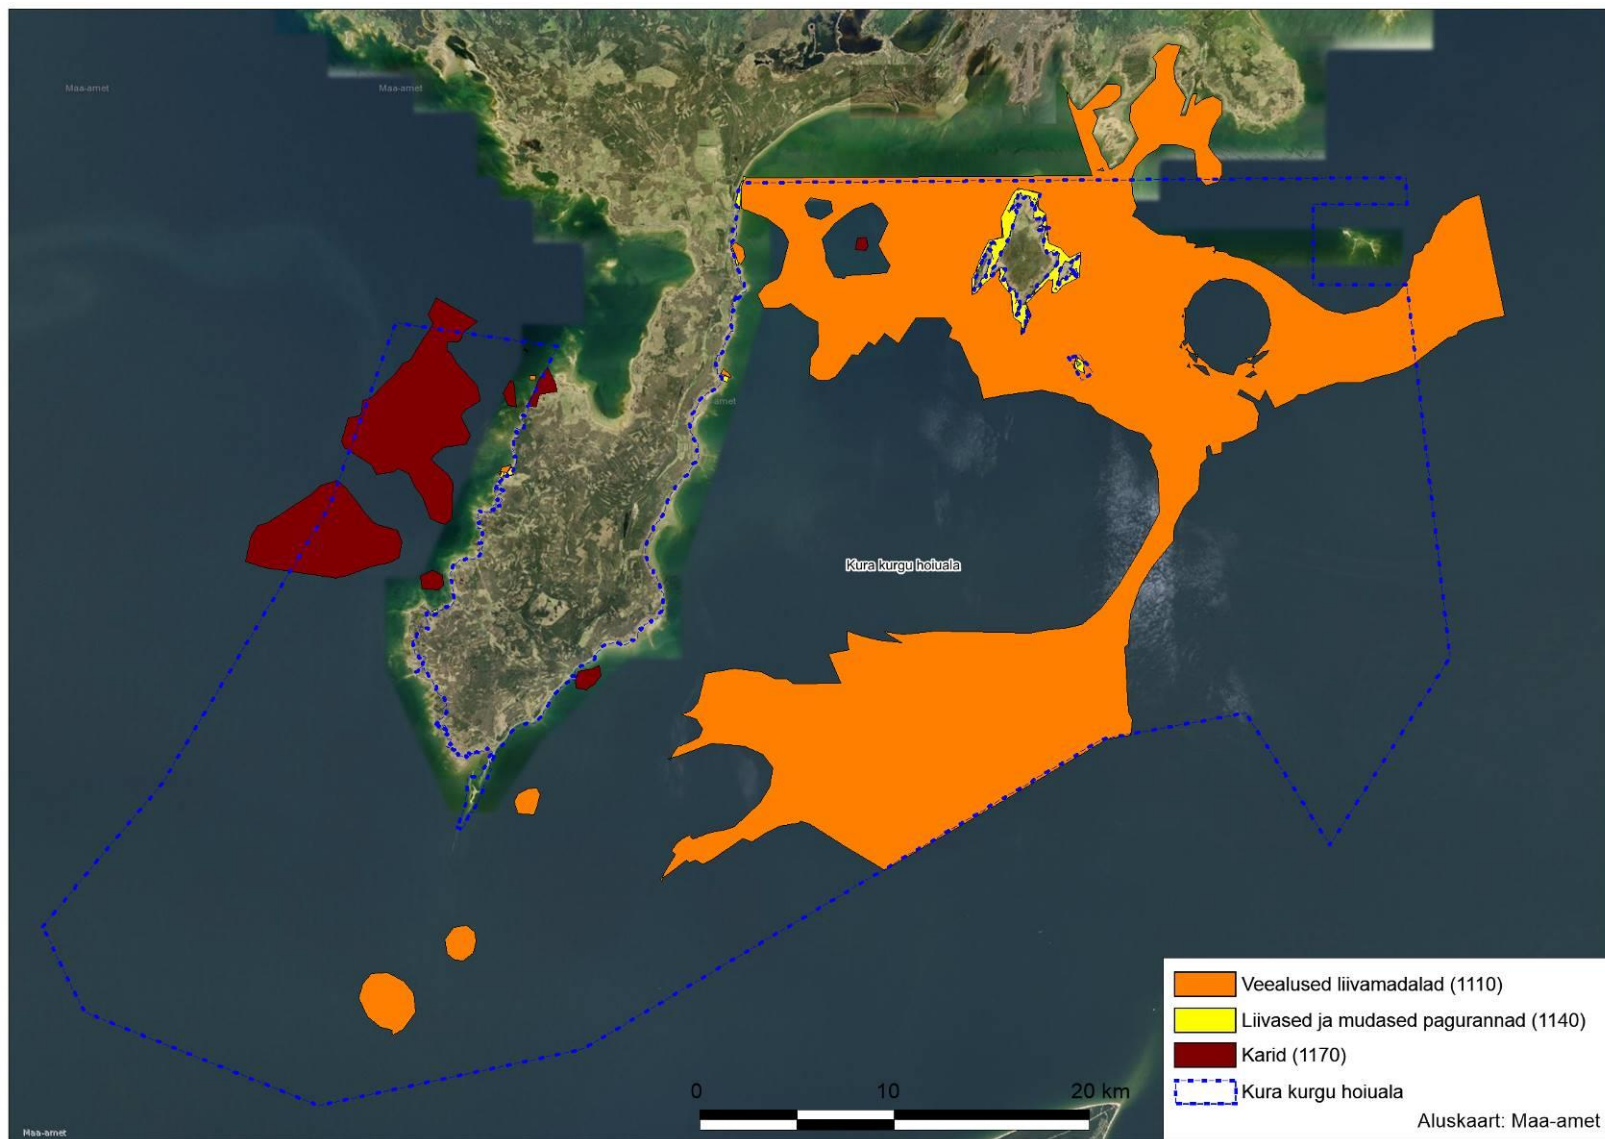 Maa-amet
Maa-amet
-amet
Kura kurgu hoiuala
Veealused liivamadalad (1110)
Liivased ja mudased pagurannad (1140)
Karid (1170)
Kura kurgu hoiuala
Aluskaart: Maa-amet
0 10 20 km
Maa-amet